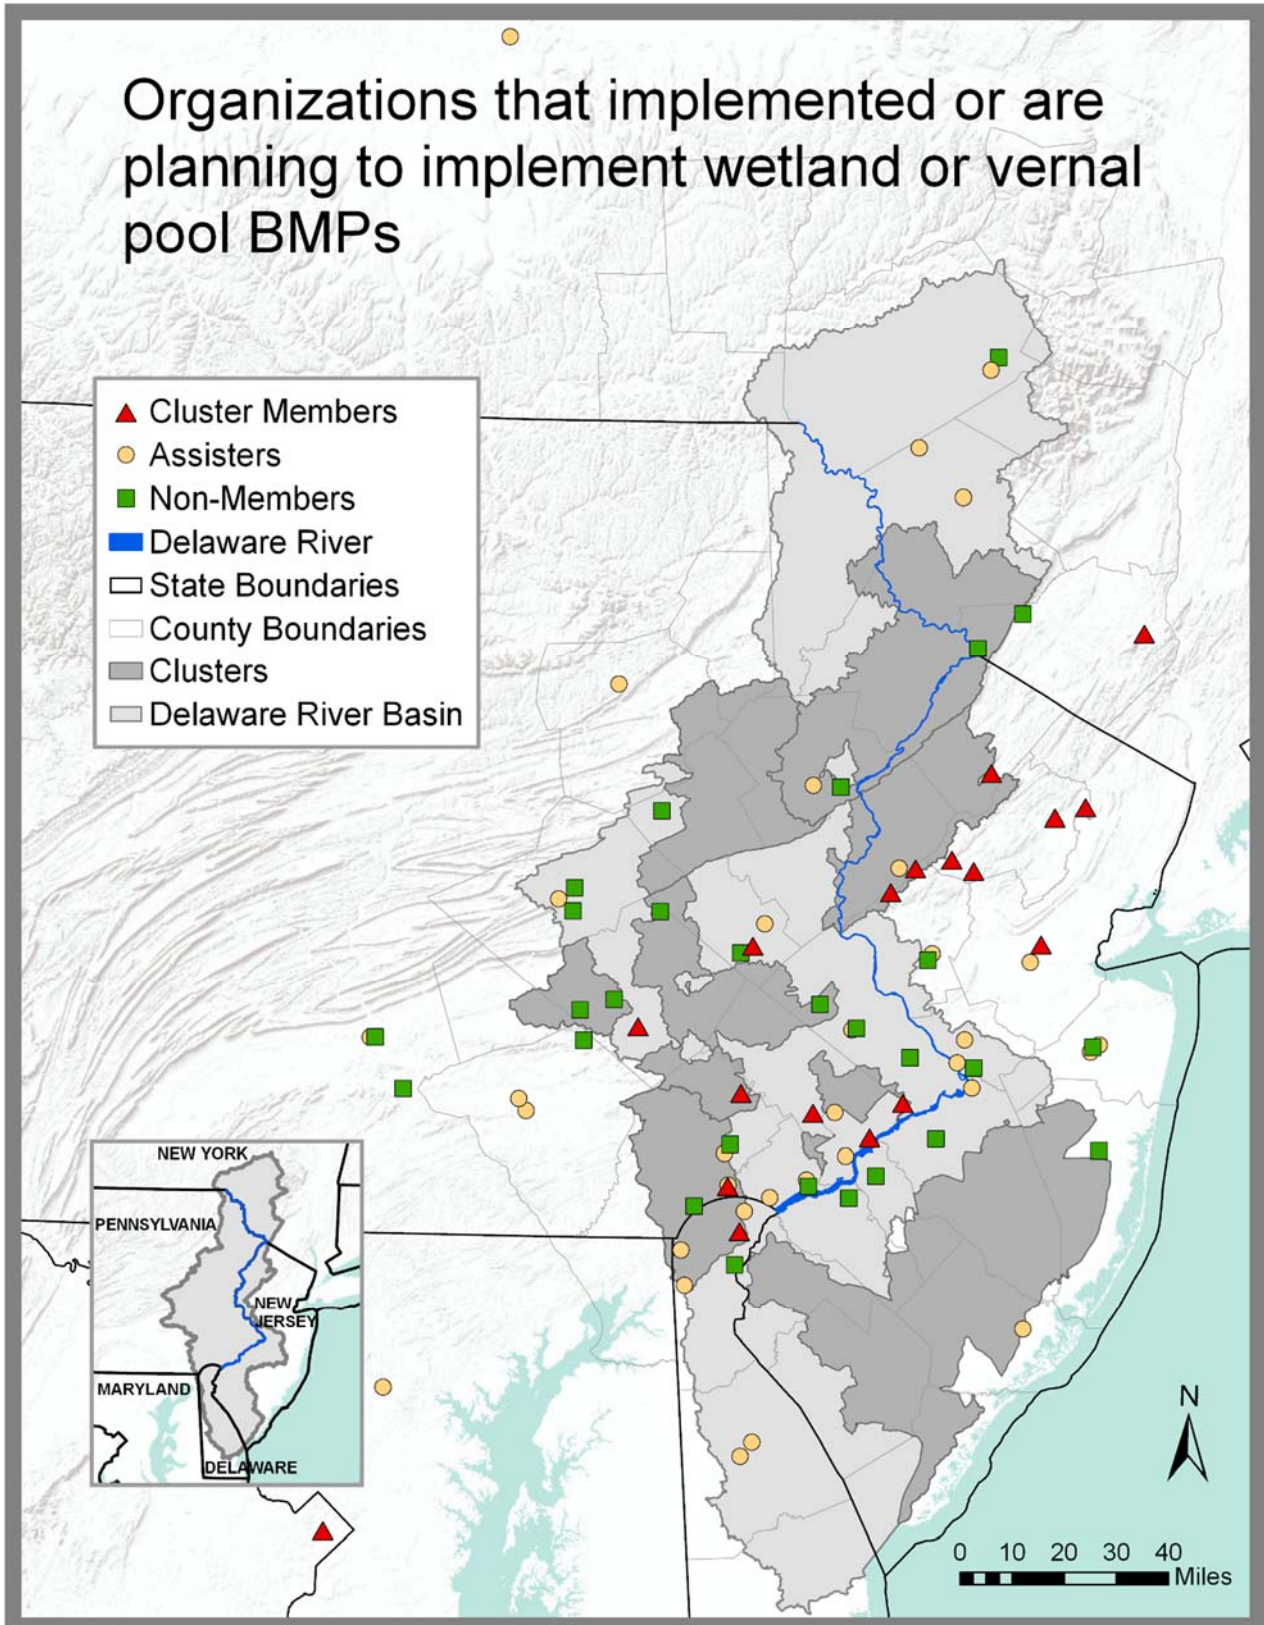 Organizations that implemented or are
planning to implement wetland or vernal
pool BMPs
Cluster Members
Assisters
Non-Members
Delaware River
State Boundaries
County Boundaries
Clusters
Delaware River Basin
NEW YORK
PENNSYLVANIA
NEW
JERSEY
MARYLAND
DELAWARE
N
0 10 20 30 40
Miles